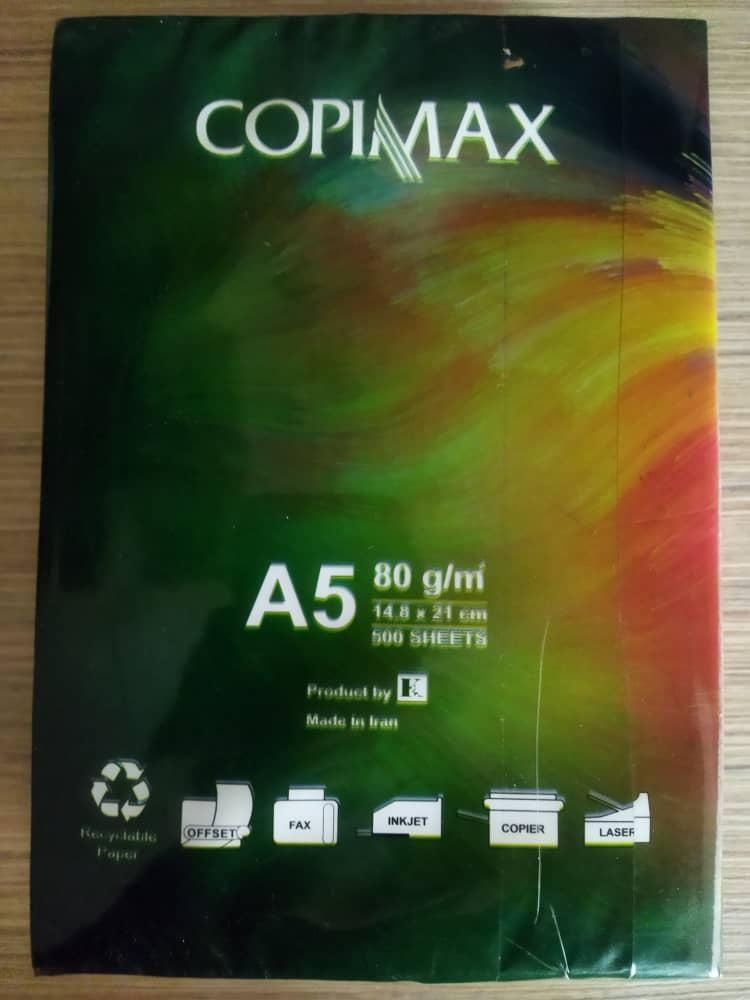 COPIMAX
A5
80 g/m²
14.8 x 21 cm
500 SHEETS
Product by
Made in Iran
Recyclable
Paper
OFFSET
FAX
INKJET
COPIER
LASER